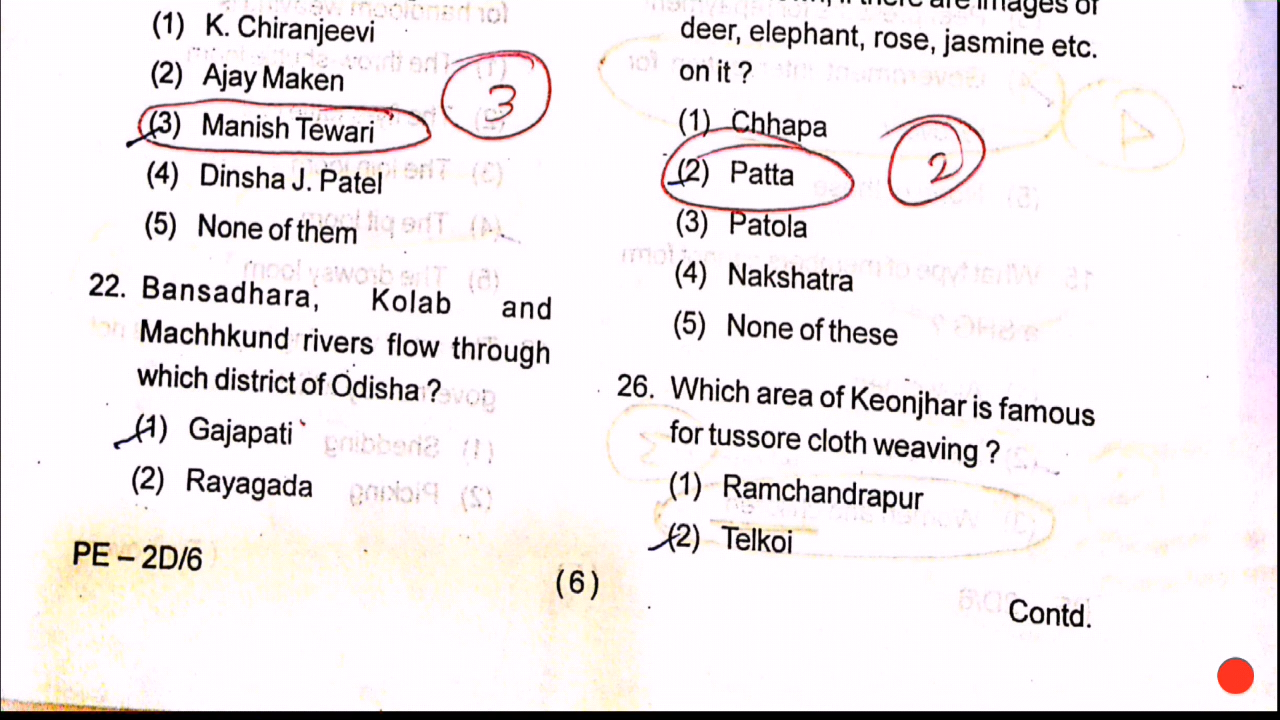 (1) K. Chiranjeevi
(2) Ajay Maken
(3) Manish Tewari
3
(4) Dinsha J. Patel
(5) None of them
22. Bansadhara, Kolab and
Machhkund rivers flow through
which district of Odisha ?
(1) Gajapati
(2) Rayagada
PE – 2D/6
(6)
images of
deer, elephant, rose, jasmine etc.
on it ?
(1) Chhapa
(2) Patta
2
(3) Patola
(4) Nakshatra
(5) None of these
26. Which area of Keonjhar is famous
for tussore cloth weaving ?
(1) Ramchandrapur
(2) Telkoi
Contd.